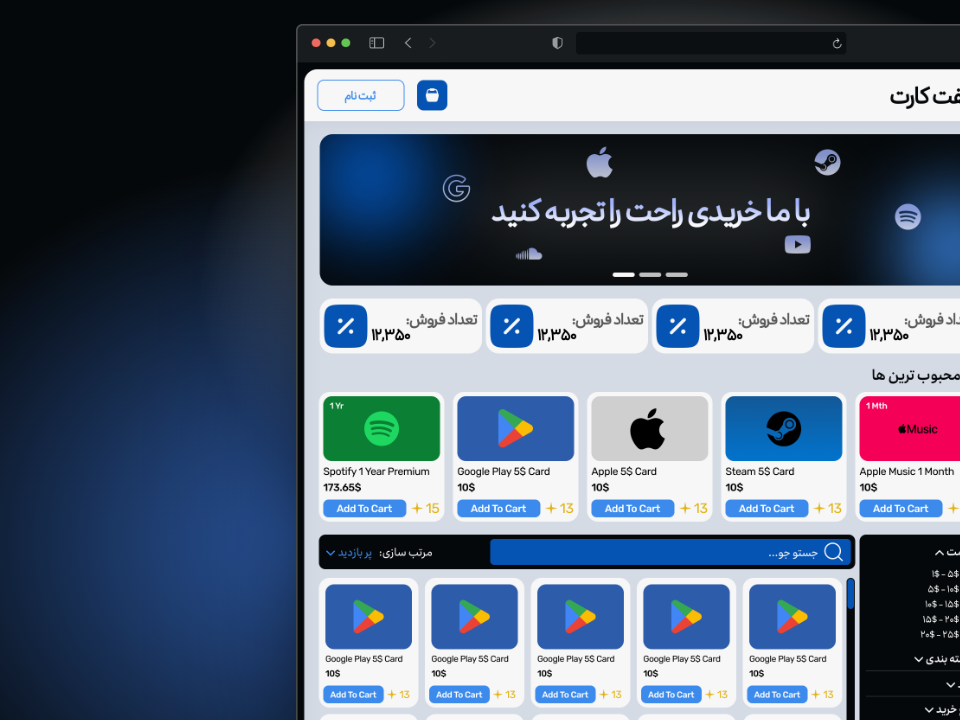 ثبت نام
فت کارت
با ما خریدی راحت را تجربه کنید
تعداد فروش:
۱۲,۳۵۰
تعداد فروش:
۱۲,۳۵۰
تعداد فروش:
۱۲,۳۵۰
داد فروش:
۱۲,۳۵۰
محبوب ترین ها
1 Yr
Spotify 1 Year Premium
173.65$
Add To Cart + 15
Google Play 5$ Card
10$
Add To Cart + 13
Apple 5$ Card
10$
Add To Cart + 13
Steam 5$ Card
10$
Add To Cart + 13
1 Mth
Music
Apple Music 1 Month
10$
Add To Cart +
جستو جو...
مرتب سازی: پر بازدید
Google Play 5$ Card
10$
Add To Cart + 13
Google Play 5$ Card
10$
Add To Cart + 13
Google Play 5$ Card
10$
Add To Cart + 13
Google Play 5$ Card
10$
Add To Cart + 13
Google Play 5$ Card
10$
Add To Cart + 13
مت
۱$ - ۵$
۵$ - ۱۰$
۱۰$ - ۱۵$
۱۵$ - ۲۰$
۲۰$ - ۲۵$
ته بندی
خرید